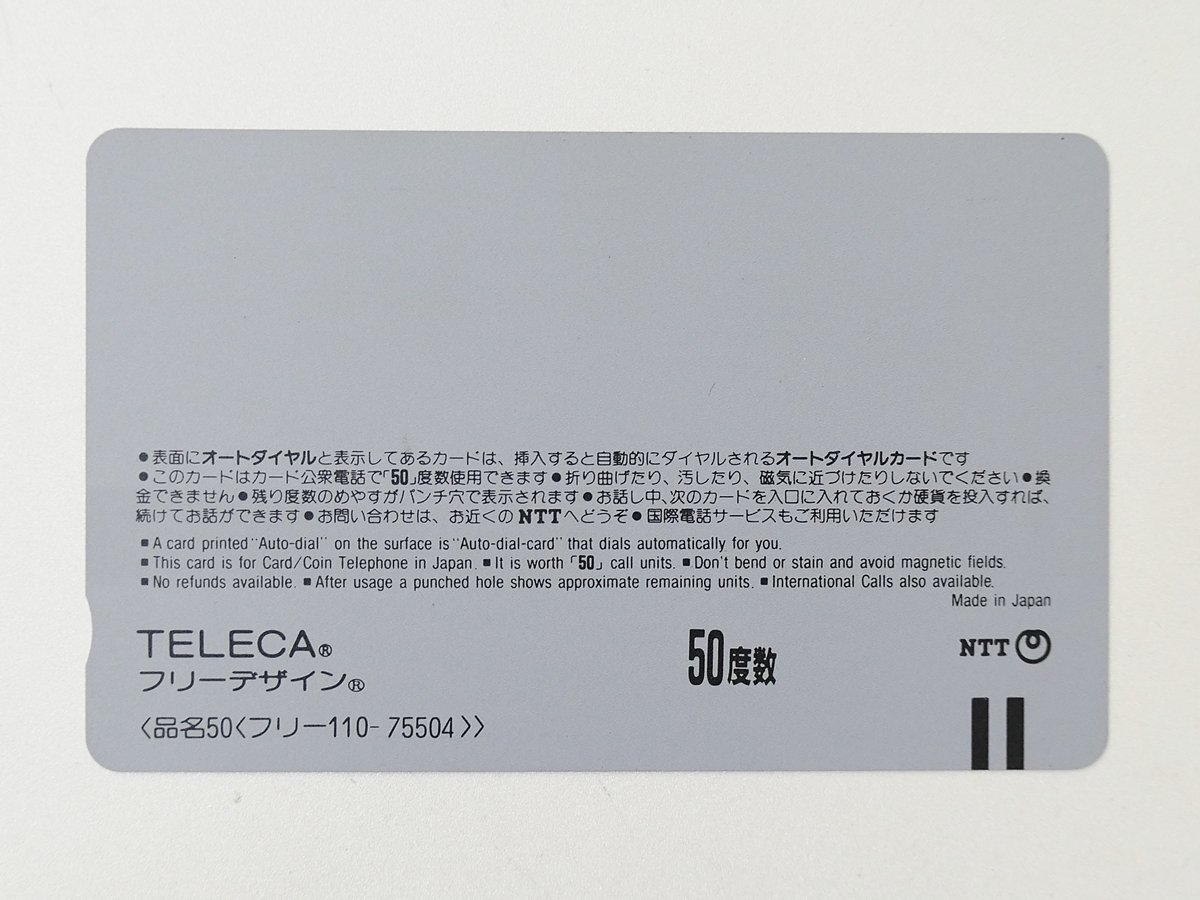 ●表面にオートダイヤルと表示してあるカードは、挿入すると自動的にダイヤルされるオートダイヤルカードです
●このカードはカード公衆電話で「50」度数使用できます●折り曲げたり、汚したり、磁気に近づけたりしないでください●換
金できません●残り度数のめやすがパンチ穴で表示されます●お話し中、次のカードを入口に入れておくか硬貨を投入すれば、
続けてお話ができます●お問い合わせは、お近くの NTTへどうぞ●国際電話サービスもご利用いただけます
■A card printed “Auto-dial” on the surface is “Auto-dial-card” that dials automatically for you.
■This card is for Card/Coin Telephone in Japan. ■It is worth「50」call units. ■Don't bend or stain and avoid magnetic fields.
■No refunds available. ■After usage a punched hole shows approximate remaining units. ■International Calls also available.
Made in Japan
TELECA®
フリーデザイン®
50度数
NTT
〈品名50〈フリー110-75504〉〉